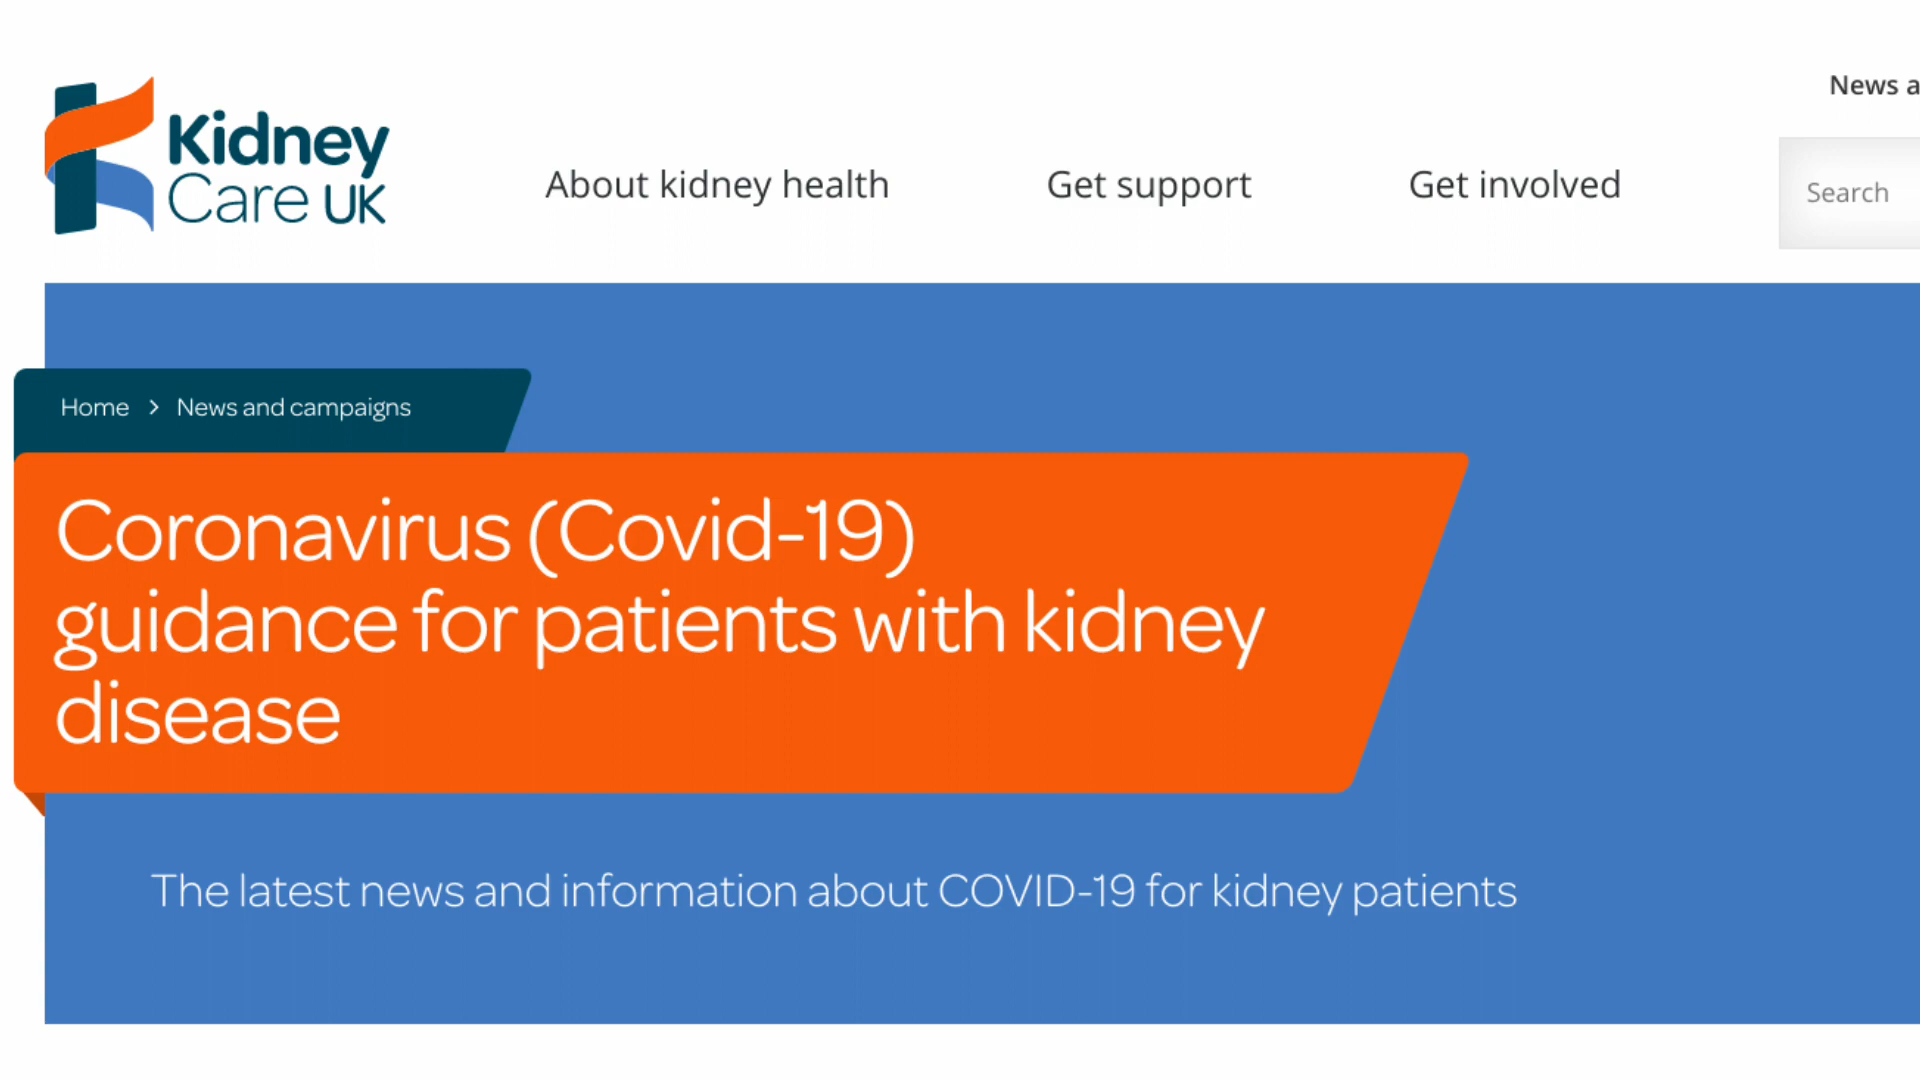 News a
Kidney
Care UK
About kidney health
Get support
Get involved
Search
Home > News and campaigns
Coronavirus (Covid-19)
guidance for patients with kidney
disease
The latest news and information about COVID-19 for kidney patients